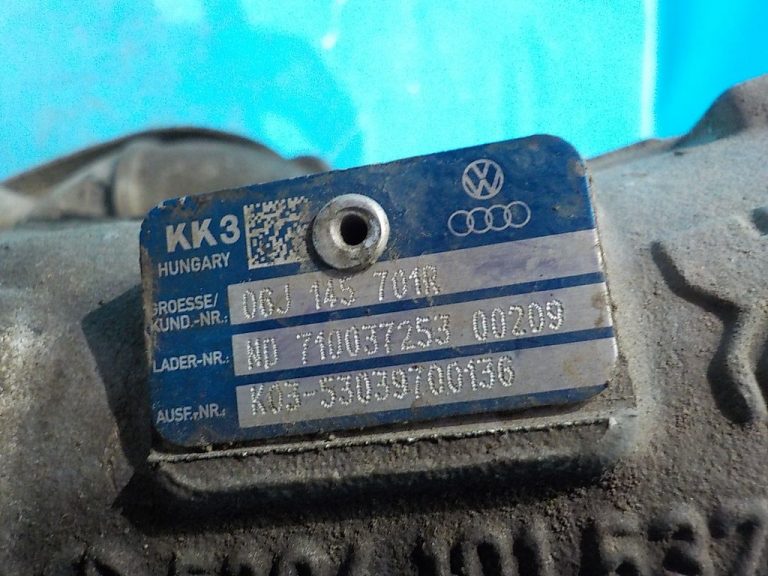 KK3
HUNGARY
GROESSE/
KUND.-NR.: 06J 145 701R
LADER-NR.: ND 710037253 00209
AUSF.-NR.: K03-53039700136